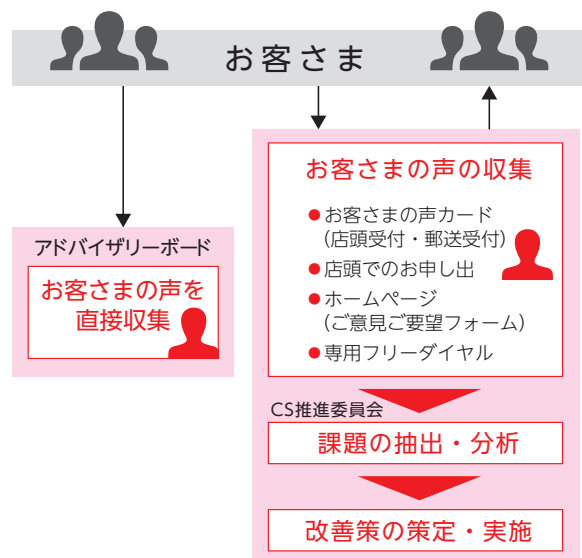 お客さま
アドバイザリーボード
お客さまの声を
直接収集
お客さまの声の収集
●お客さまの声カード
(店頭受付・郵送受付)
●店頭でのお申し出
●ホームページ
(ご意見ご要望フォーム)
●専用フリーダイヤル
CS推進委員会
課題の抽出・分析
改善策の策定・実施